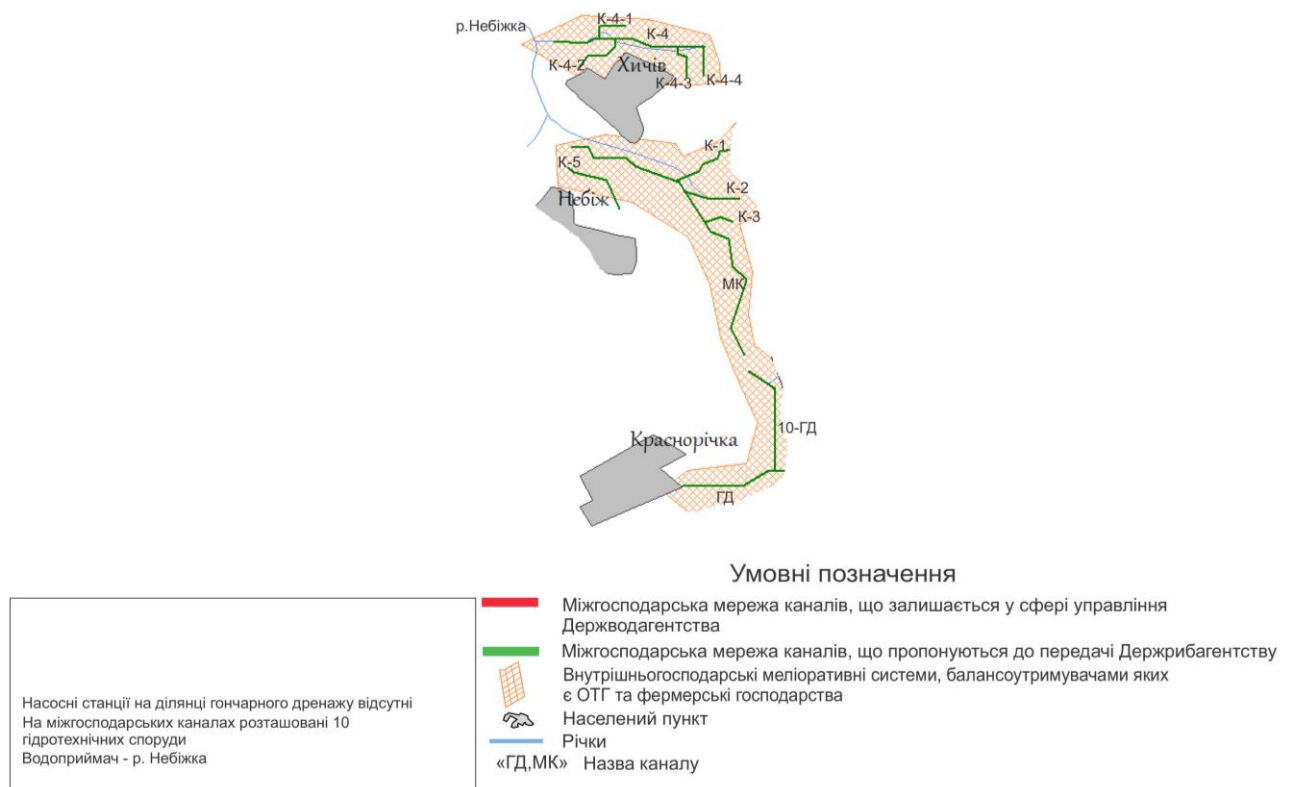 р.Небіжка
К-4-1
К-4
К-4-2
Хичів
К-4-3
К-4-4
К-1
К-5
К-2
Небіж
К-3
МК
10-ГД
Краснорічка
ГД
Умовні позначення
Міжгосподарська мережа каналів, що залишається у сфері управління
Держводагентства
Міжгосподарська мережа каналів, що пропонуються до передачі Держрибагентству
Внутрішньогосподарські меліоративні системи, балансоутримувачами яких
є ОТГ та фермерські господарства
Населений пункт
Річки
«ГД,МК» Назва каналу
Насосні станції на ділянці гончарного дренажу відсутні
На міжгосподарських каналах розташовані 10
гідротехнічних споруди
Водоприймач - р. Небіжка